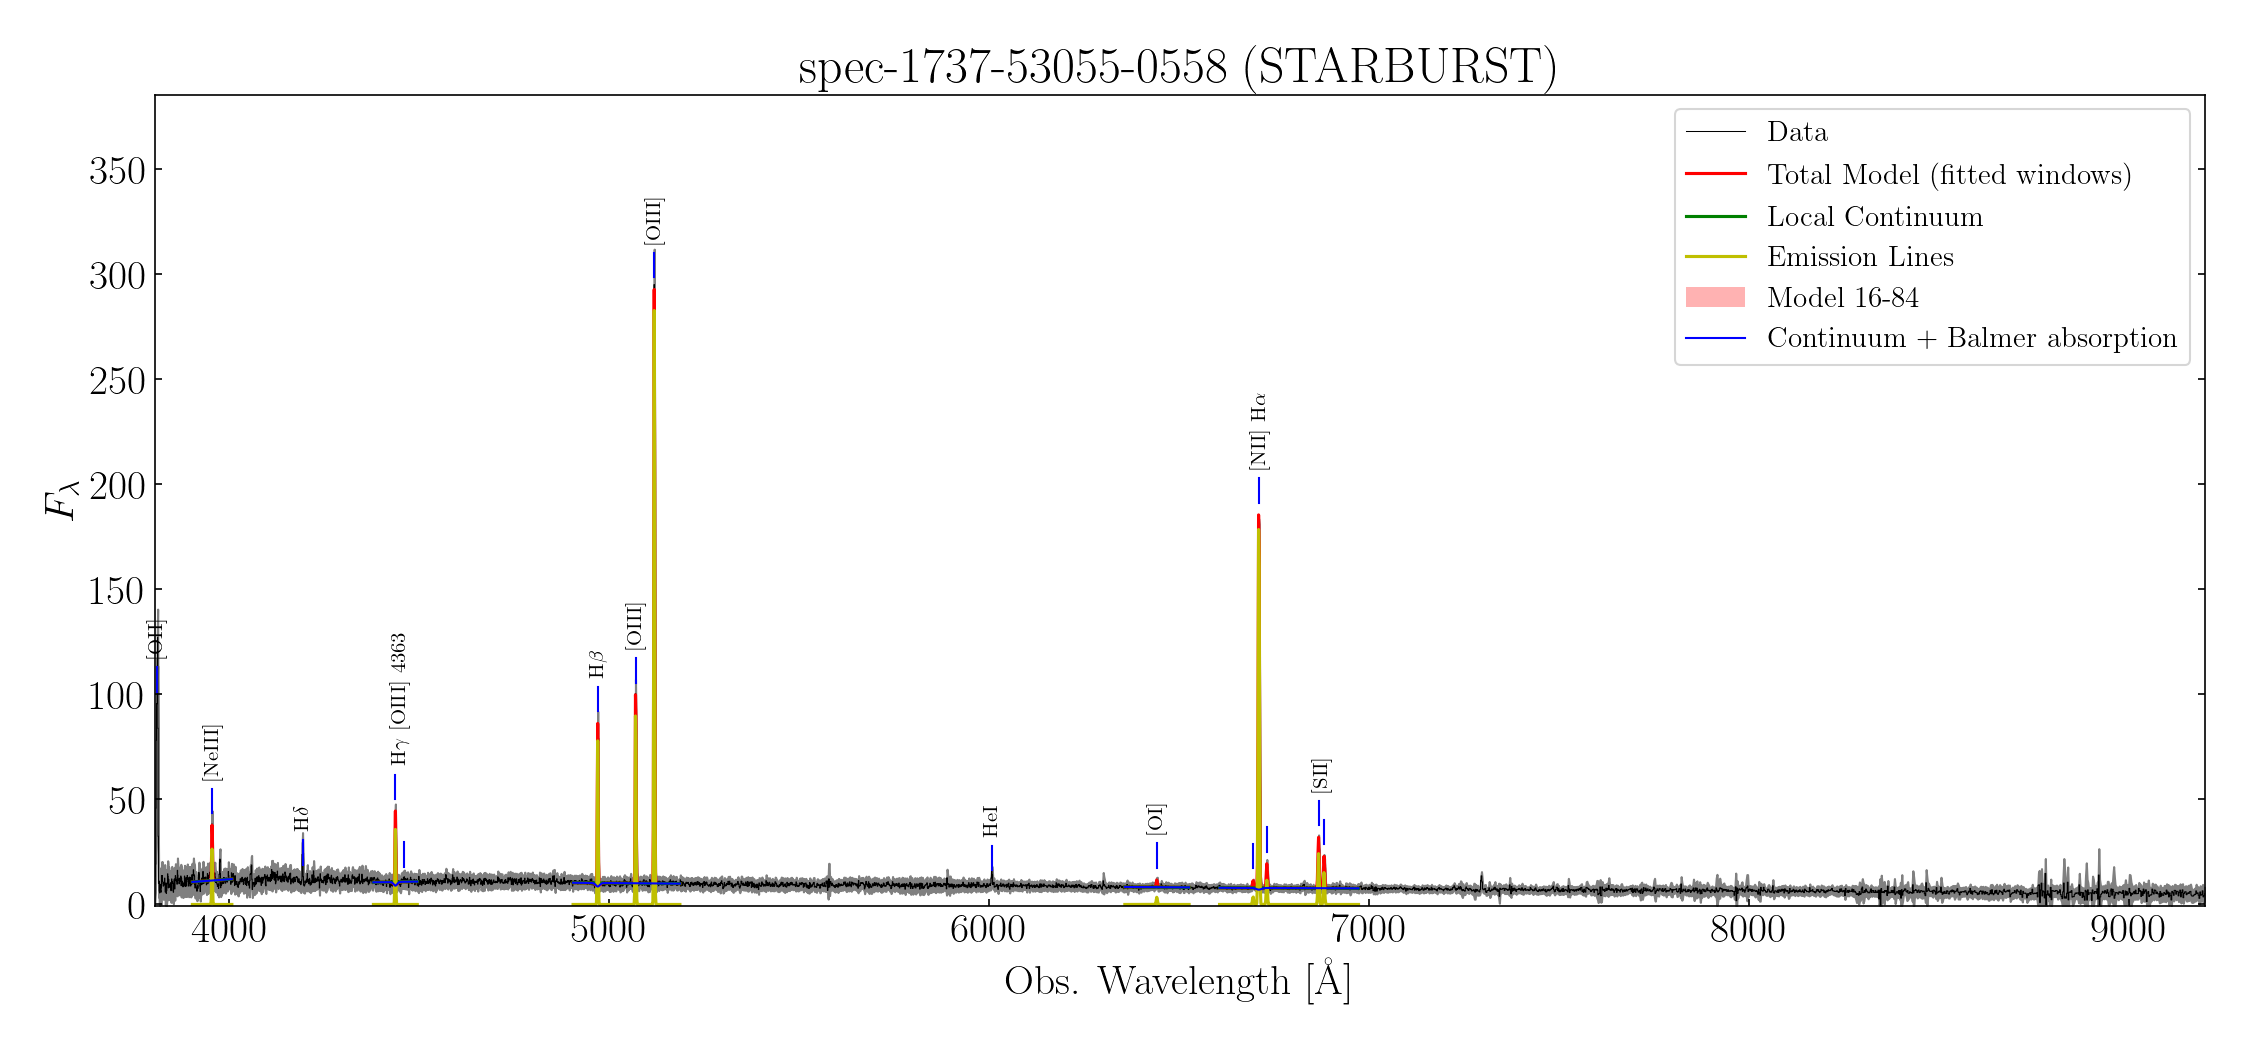 spec-1737-53055-0558 (STARBURST)
Data
Total Model (fitted windows)
Local Continuum
Emission Lines
Model 16-84
Continuum + Balmer absorption
[OII]
[NeIII]
Hδ
Hγ [OIII] 4363
Hβ
[OIII]
[OIII]
HeI
[OI]
[NII] Hα
[SII]
350
300
250
200
150
100
50
0
F_λ
4000 5000 6000 7000 8000 9000
Obs. Wavelength [Å]